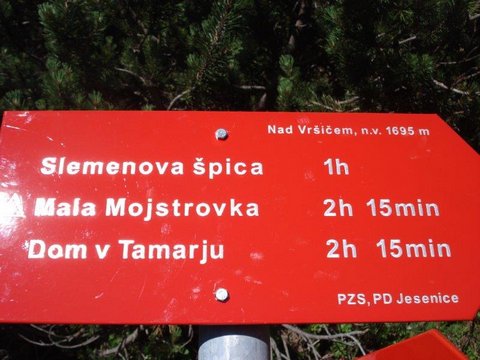 Nad Vršičem, n.v. 1695 m
Slemenova špica 1h
Mala Mojstrovka 2h 15min
Dom v Tamarju 2h 15min
PZS, PD Jesenice